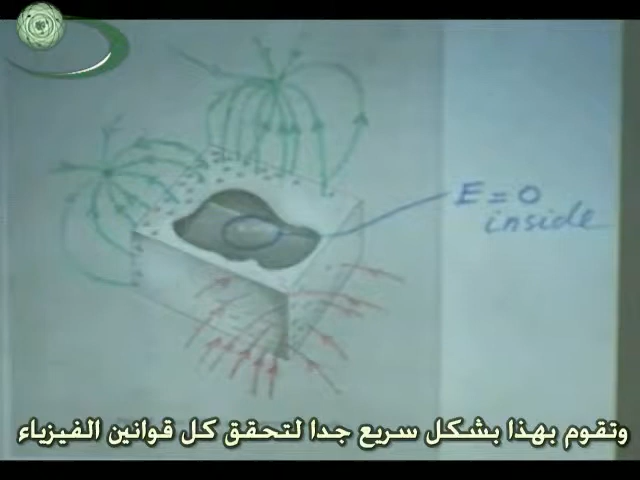 E = 0
inside
وتقوم بهذا بشكل سريع جدا لتحقق كل قوانين الفيزياء